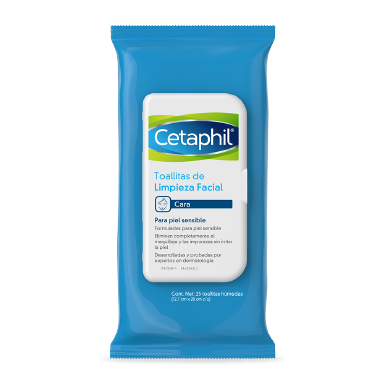 Cetaphil®
Toallitas de
Limpieza Facial
Cara
Para piel sensible
Formuladas para piel sensible
Eliminan completamente el
maquillaje y las impurezas sin irritar
la piel
Desarrolladas y probadas por
expertos en dermatología
Cont. Net. 25 toallitas húmedas